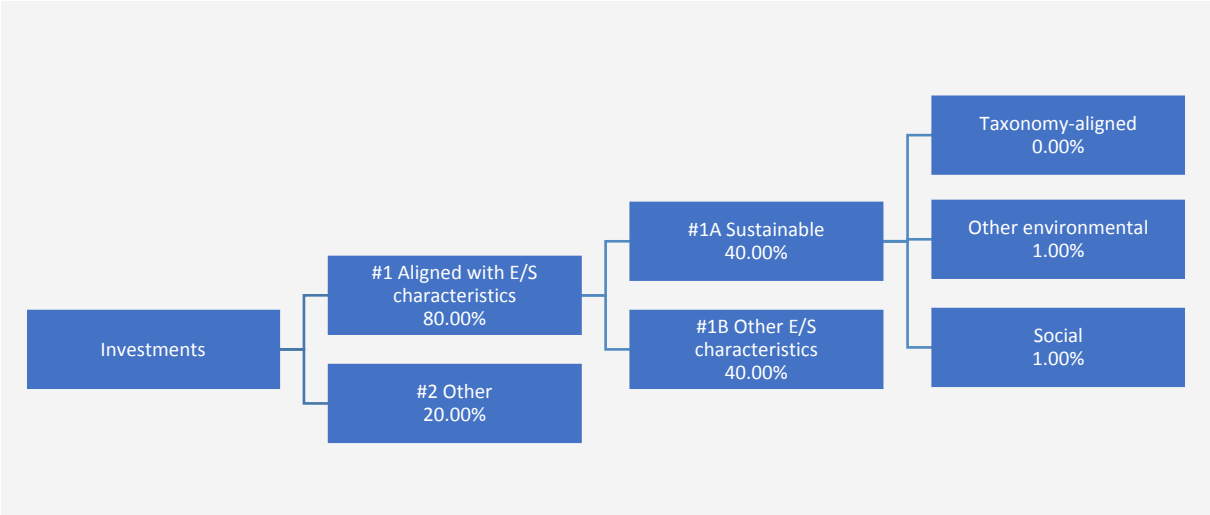 Investments
#1 Aligned with E/S
characteristics
80.00%
#2 Other
20.00%
#1A Sustainable
40.00%
#1B Other E/S
characteristics
40.00%
Taxonomy-aligned
0.00%
Other environmental
1.00%
Social
1.00%